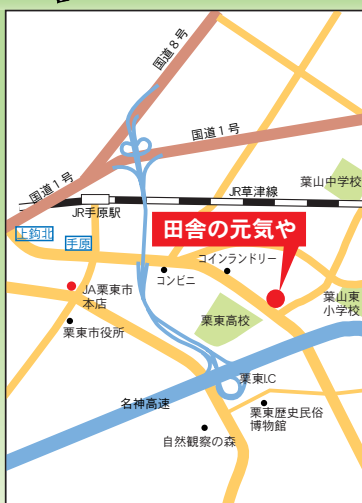 国道8号
国道1号
国道1号
JR草津線
葉山中学校
JR手原駅
上鈎北
手原
田舎の元気や
コンビニ
コインランドリー
JA栗東市
本店
栗東市役所
栗東高校
葉山東
小学校
栗東I.C
名神高速
栗東歴史民俗
博物館
自然観察の森